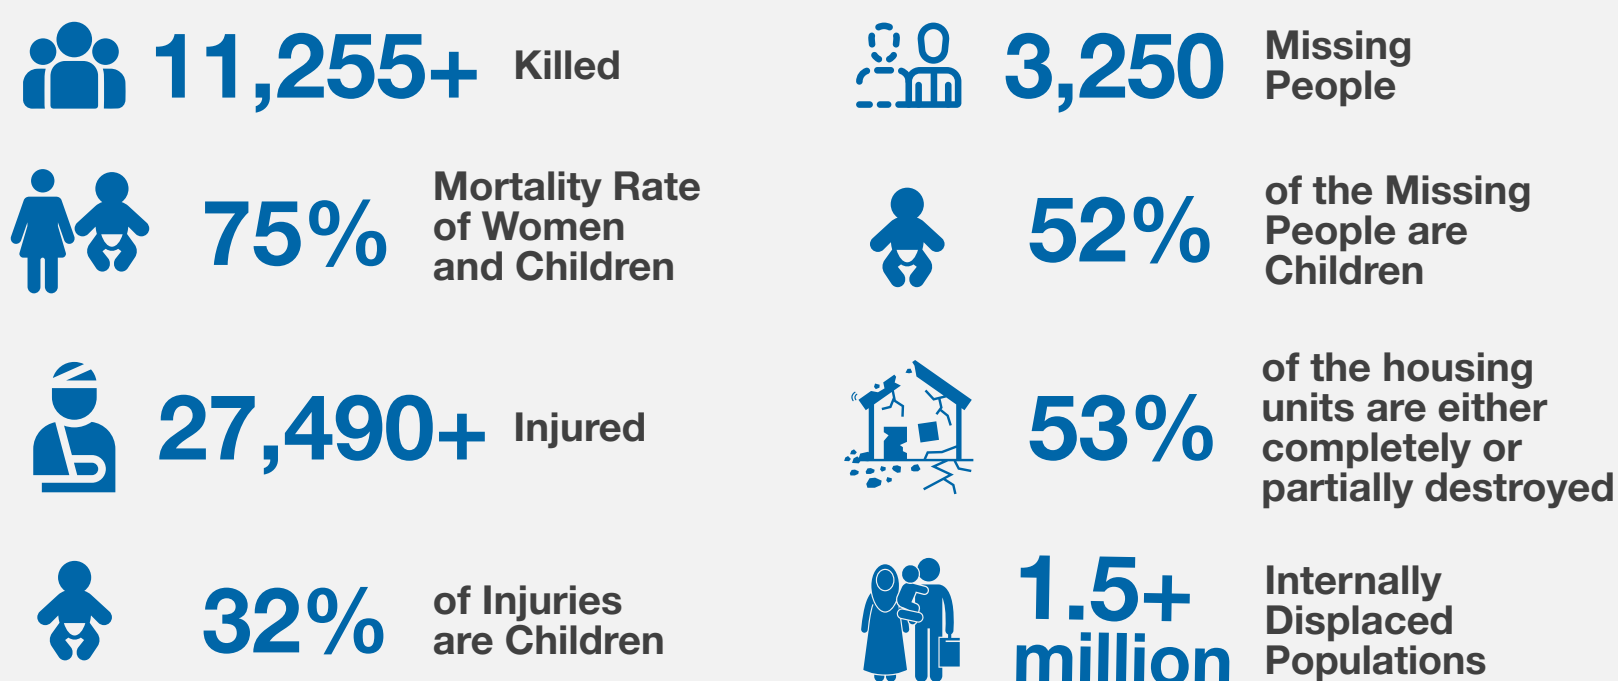 11,255+
Killed
75%
Mortality Rate
of Women
and Children
27,490+
Injured
32%
of Injuries
are Children
3,250
Missing
People
52%
of the Missing
People are
Children
53%
of the housing
units are either
completely or
partially destroyed
1.5+
million
Internally
Displaced
Populations